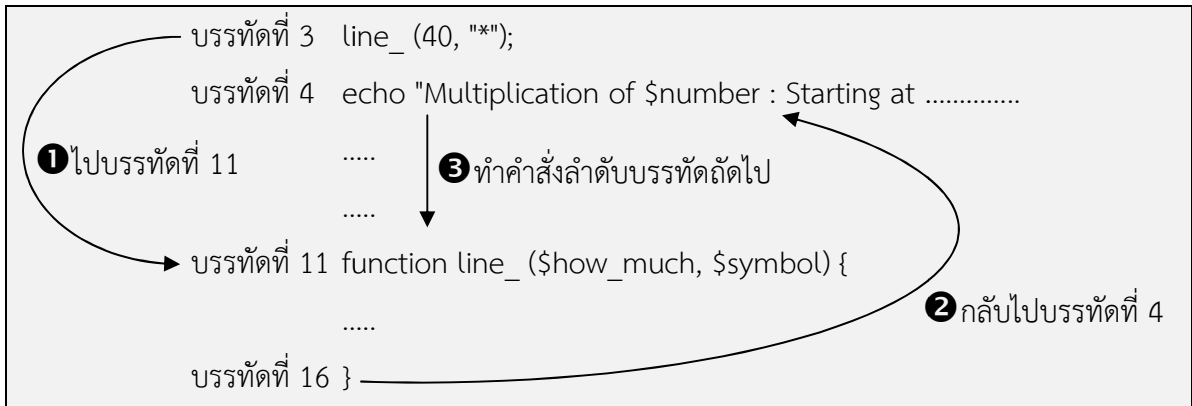 บรรทัดที่ 3 line_ (40, "*");
บรรทัดที่ 4 echo "Multiplication of $number : Starting at ..............
❶ไปบรรทัดที่ 11 ..... ❸ทำคำสั่งลำดับบรรทัดถัดไป
.....
บรรทัดที่ 11 function line_ ($how_much, $symbol) {
..... ❷กลับไปบรรทัดที่ 4
บรรทัดที่ 16 }